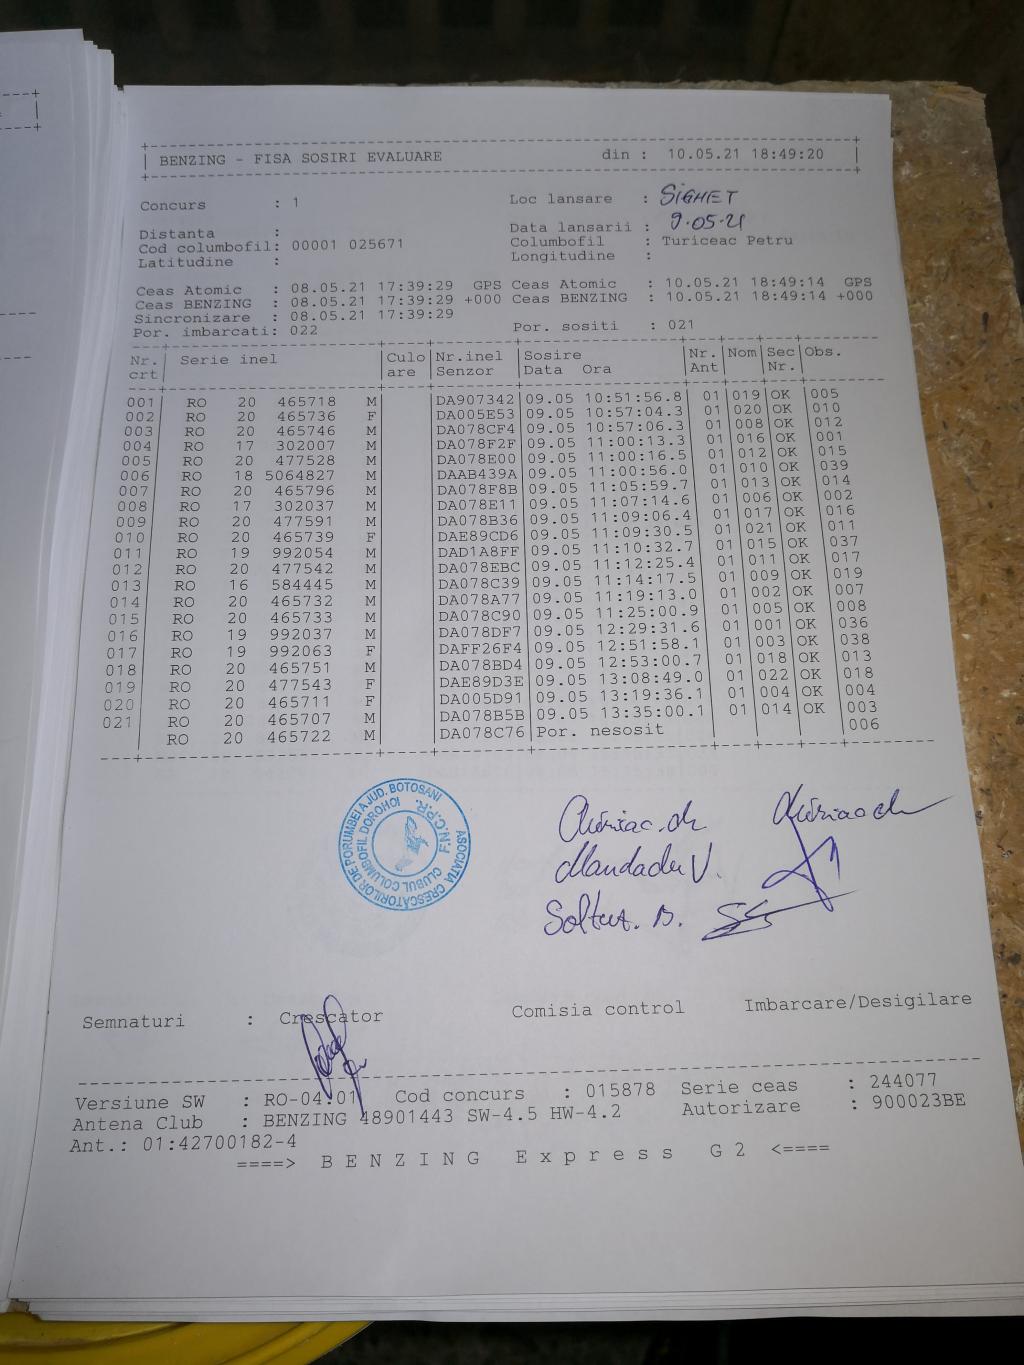 BENZING - FISA SOSIRI EVALUARE din : 10.05.21 18:49:20
Concurs : 1 Loc lansare : SIGHET
Distanta : Data lansarii : 9.05.21
Cod columbofil: 00001 025671 Columbofil : Turiceac Petru
Latitudine : Longitudine :
Ceas Atomic : 08.05.21 17:39:29 GPS Ceas Atomic : 10.05.21 18:49:14 GPS
Ceas BENZING : 08.05.21 17:39:29 +000 Ceas BENZING : 10.05.21 18:49:14 +000
Sincronizare : 08.05.21 17:39:29
Por. imbarcati: 022 Por. sositi : 021
Nr. Serie inel Culo Nr.inel Sosire Nr. Nom Sec Obs.
crt are Senzor Data Ora Ant Nr.
001 RO 20 465718 M DA907342 09.05 10:51:56.8 01 019 OK 005
002 RO 20 465736 F DA005E53 09.05 10:57:04.3 01 020 OK 010
003 RO 20 465746 M DA078CF4 09.05 10:57:06.3 01 008 OK 012
004 RO 17 302007 M DA078F2F 09.05 11:00:13.3 01 016 OK 001
005 RO 20 477528 M DA078E00 09.05 11:00:16.5 01 012 OK 015
006 RO 18 5064827 M DAAB439A 09.05 11:00:56.0 01 010 OK 039
007 RO 20 465796 M DA078F8B 09.05 11:05:59.7 01 013 OK 014
008 RO 17 302037 M DA078E11 09.05 11:07:14.6 01 006 OK 002
009 RO 20 477591 M DA078B36 09.05 11:09:06.4 01 017 OK 016
010 RO 20 465739 F DAE89CD6 09.05 11:09:30.5 01 021 OK 011
011 RO 19 992054 M DAD1A8FF 09.05 11:10:32.7 01 015 OK 037
012 RO 20 477542 M DA078EBC 09.05 11:12:25.4 01 011 OK 017
013 RO 16 584445 M DA078C39 09.05 11:14:17.5 01 009 OK 019
014 RO 20 465732 M DA078A77 09.05 11:19:13.0 01 002 OK 007
015 RO 20 465733 M DA078C90 09.05 11:25:00.9 01 005 OK 008
016 RO 19 992037 M DA078DF7 09.05 12:29:31.6 01 001 OK 036
017 RO 19 992063 F DAFF26F4 09.05 12:51:58.1 01 003 OK 038
018 RO 20 465751 M DA078BD4 09.05 12:53:00.7 01 018 OK 013
019 RO 20 477543 F DAE89D3E 09.05 13:08:49.0 01 022 OK 018
020 RO 20 465711 F DA005D91 09.05 13:19:36.1 01 004 OK 004
021 RO 20 465707 M DA078B5B 09.05 13:35:00.1 01 014 OK 003
RO 20 465722 M DA078C76 Por. nesosit 006
ASOCIATIA CRESCĂTORILOR DE PORUMBEI A JUD. BOTOSANI
CLUBUL COLUMBOFIL DOROHOI
F.N.C.P.R.
Semnaturi : Crescator Comisia control Imbarcare/Desigilare
Versiune SW : RO-04.01 Cod concurs : 015878 Serie ceas : 244077
Antena Club : BENZING 48901443 SW-4.5 HW-4.2 Autorizare : 900023BE
Ant.: 01:42700182-4
====> BENZING Express G2 <====